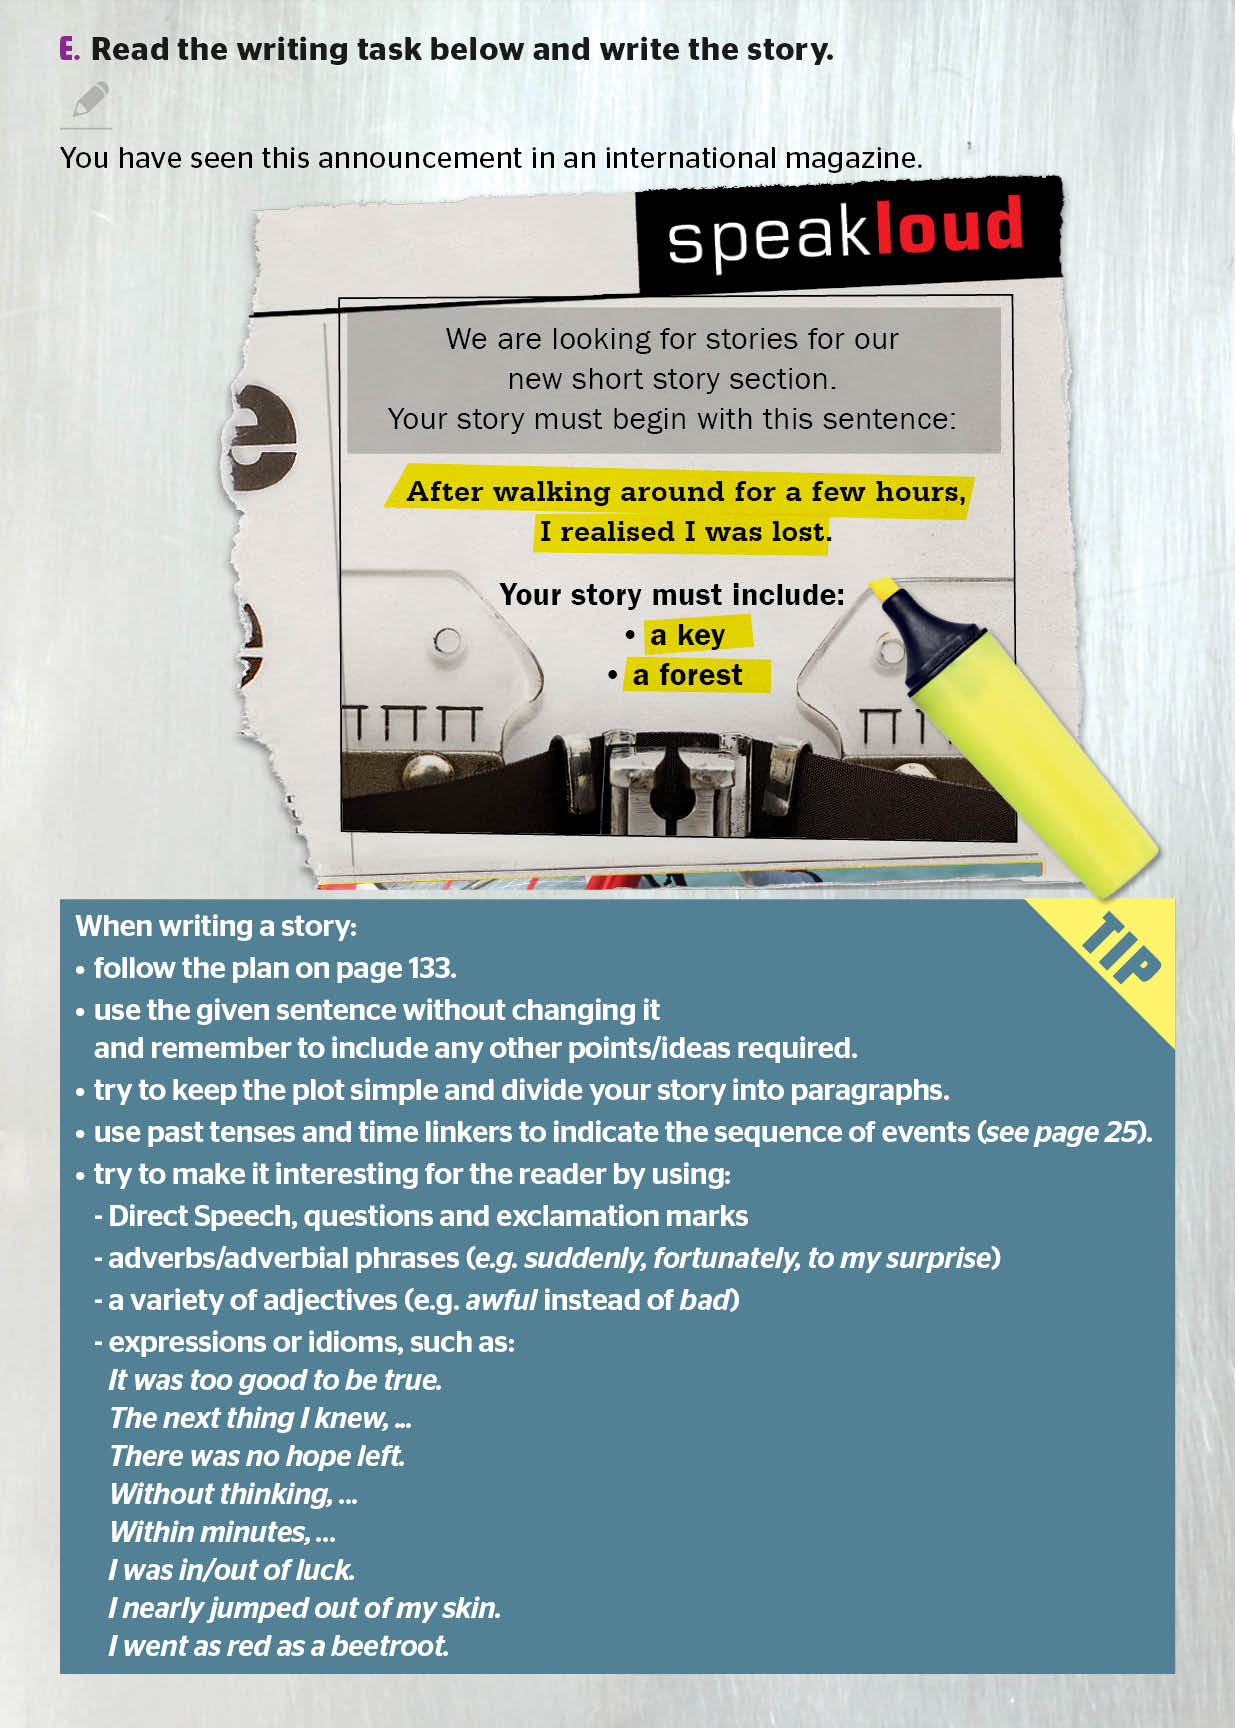 E. Read the writing task below and write the story.
You have seen this announcement in an international magazine.
speakloud
We are looking for stories for our
new short story section.
Your story must begin with this sentence:
After walking around for a few hours,
I realised I was lost.
Your story must include:
• a key
• a forest
TIP
When writing a story:
• follow the plan on page 133.
• use the given sentence without changing it
and remember to include any other points/ideas required.
• try to keep the plot simple and divide your story into paragraphs.
• use past tenses and time linkers to indicate the sequence of events (see page 25).
• try to make it interesting for the reader by using:
- Direct Speech, questions and exclamation marks
- adverbs/adverbial phrases (e.g. suddenly, fortunately, to my surprise)
- a variety of adjectives (e.g. awful instead of bad)
- expressions or idioms, such as:
It was too good to be true.
The next thing I knew, ...
There was no hope left.
Without thinking, ...
Within minutes, ...
I was in/out of luck.
I nearly jumped out of my skin.
I went as red as a beetroot.